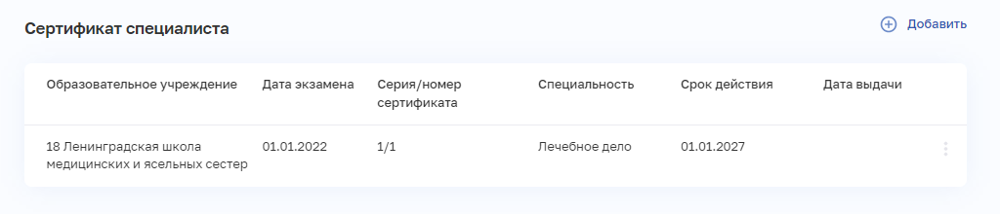 Сертификат специалиста
Добавить
Образовательное учреждение Дата экзамена Серия/номер Специальность Срок действия Дата выдачи
сертификата
18 Ленинградская школа 01.01.2022 1/1 Лечебное дело 01.01.2027
медицинских и ясельных сестер